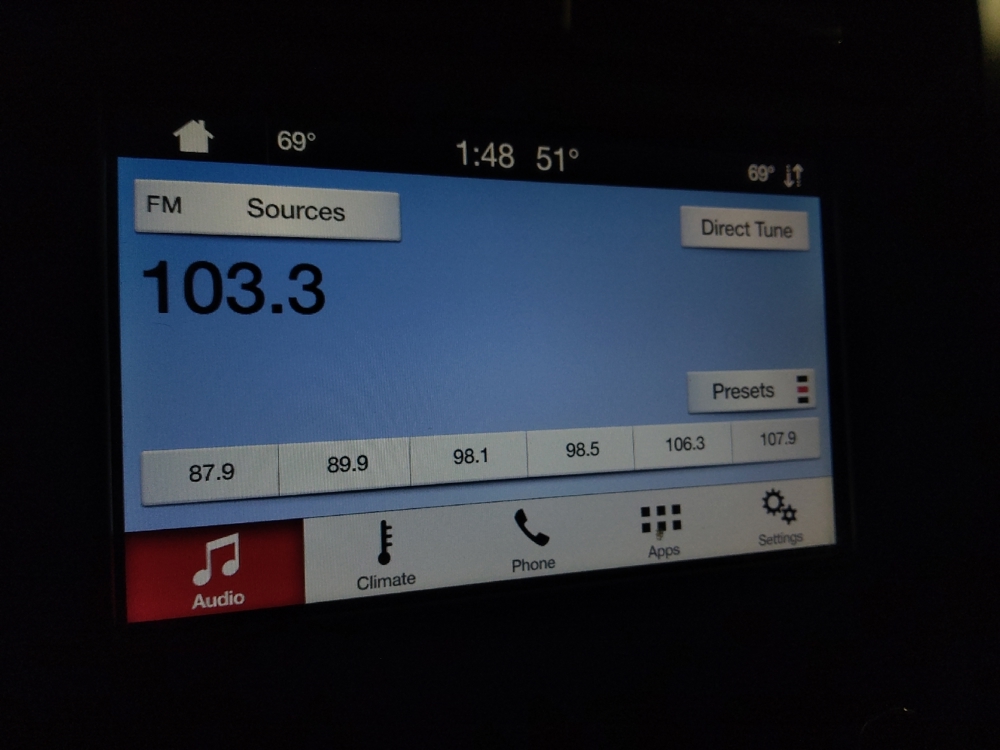 69° 1:48 51° 69°
FM Sources
Direct Tune
103.3
Presets
87.9 89.9 98.1 98.5 106.3 107.9
Audio Climate Phone Apps Settings